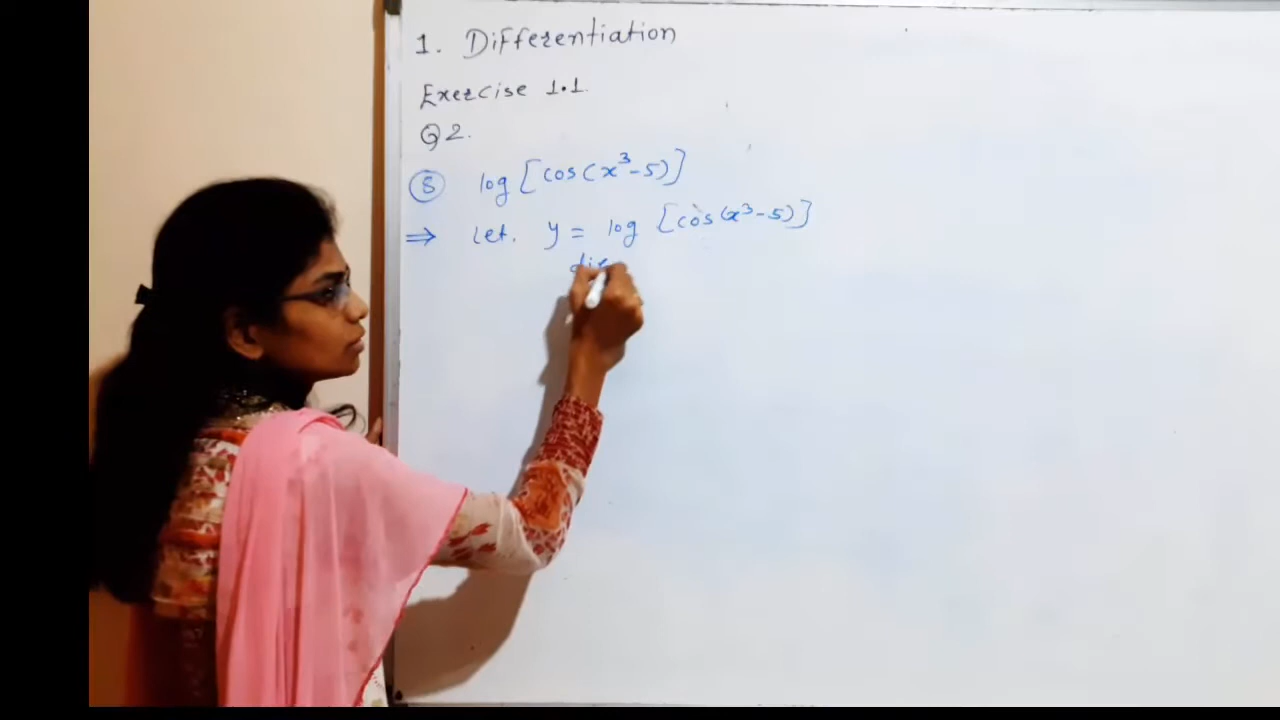 1. Differentiation
Exercise 1.1.
Q2.
⑤ log [cos(x³-5)]
⇒ Let. y = log [cos(x³-5)]